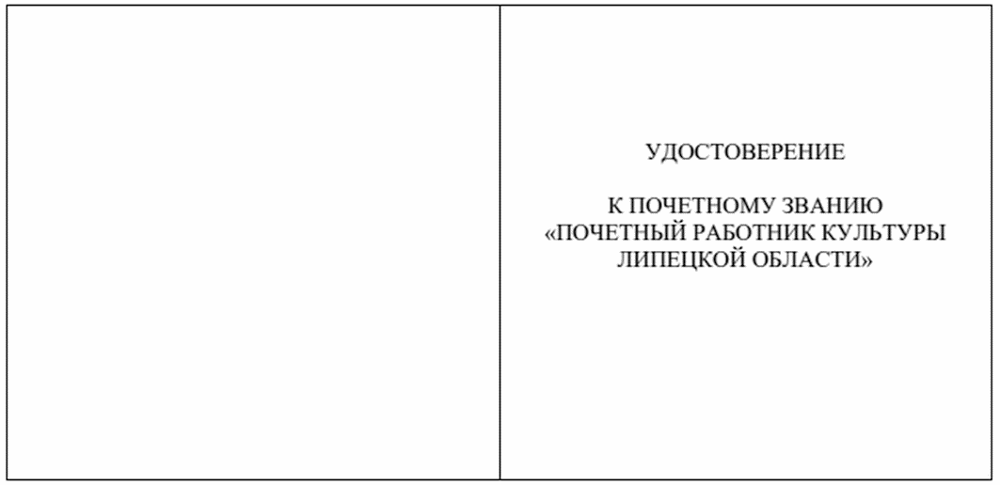 УДОСТОВЕРЕНИЕ
К ПОЧЕТНОМУ ЗВАНИЮ
«ПОЧЕТНЫЙ РАБОТНИК КУЛЬТУРЫ
ЛИПЕЦКОЙ ОБЛАСТИ»